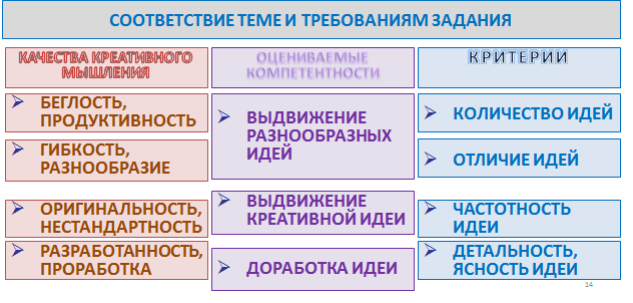 СООТВЕТСТВИЕ ТЕМЕ И ТРЕБОВАНИЯМ ЗАДАНИЯ
КАЧЕСТВА КРЕАТИВНОГО
МЫШЛЕНИЯ
БЕГЛОСТЬ,
ПРОДУКТИВНОСТЬ
ГИБКОСТЬ,
РАЗНООБРАЗИЕ
ОРИГИНАЛЬНОСТЬ,
НЕСТАНДАРТНОСТЬ
РАЗРАБОТАННОСТЬ,
ПРОРАБОТКА
ОЦЕНИВАЕМЫЕ
КОМПЕТЕНТНОСТИ
ВЫДВИЖЕНИЕ
РАЗНООБРАЗНЫХ
ИДЕЙ
ВЫДВИЖЕНИЕ
КРЕАТИВНОЙ ИДЕИ
ДОРАБОТКА ИДЕИ
КРИТЕРИИ
КОЛИЧЕСТВО ИДЕЙ
ОТЛИЧИЕ ИДЕЙ
ЧАСТОТНОСТЬ
ИДЕИ
ДЕТАЛЬНОСТЬ,
ЯСНОСТЬ ИДЕИ
14